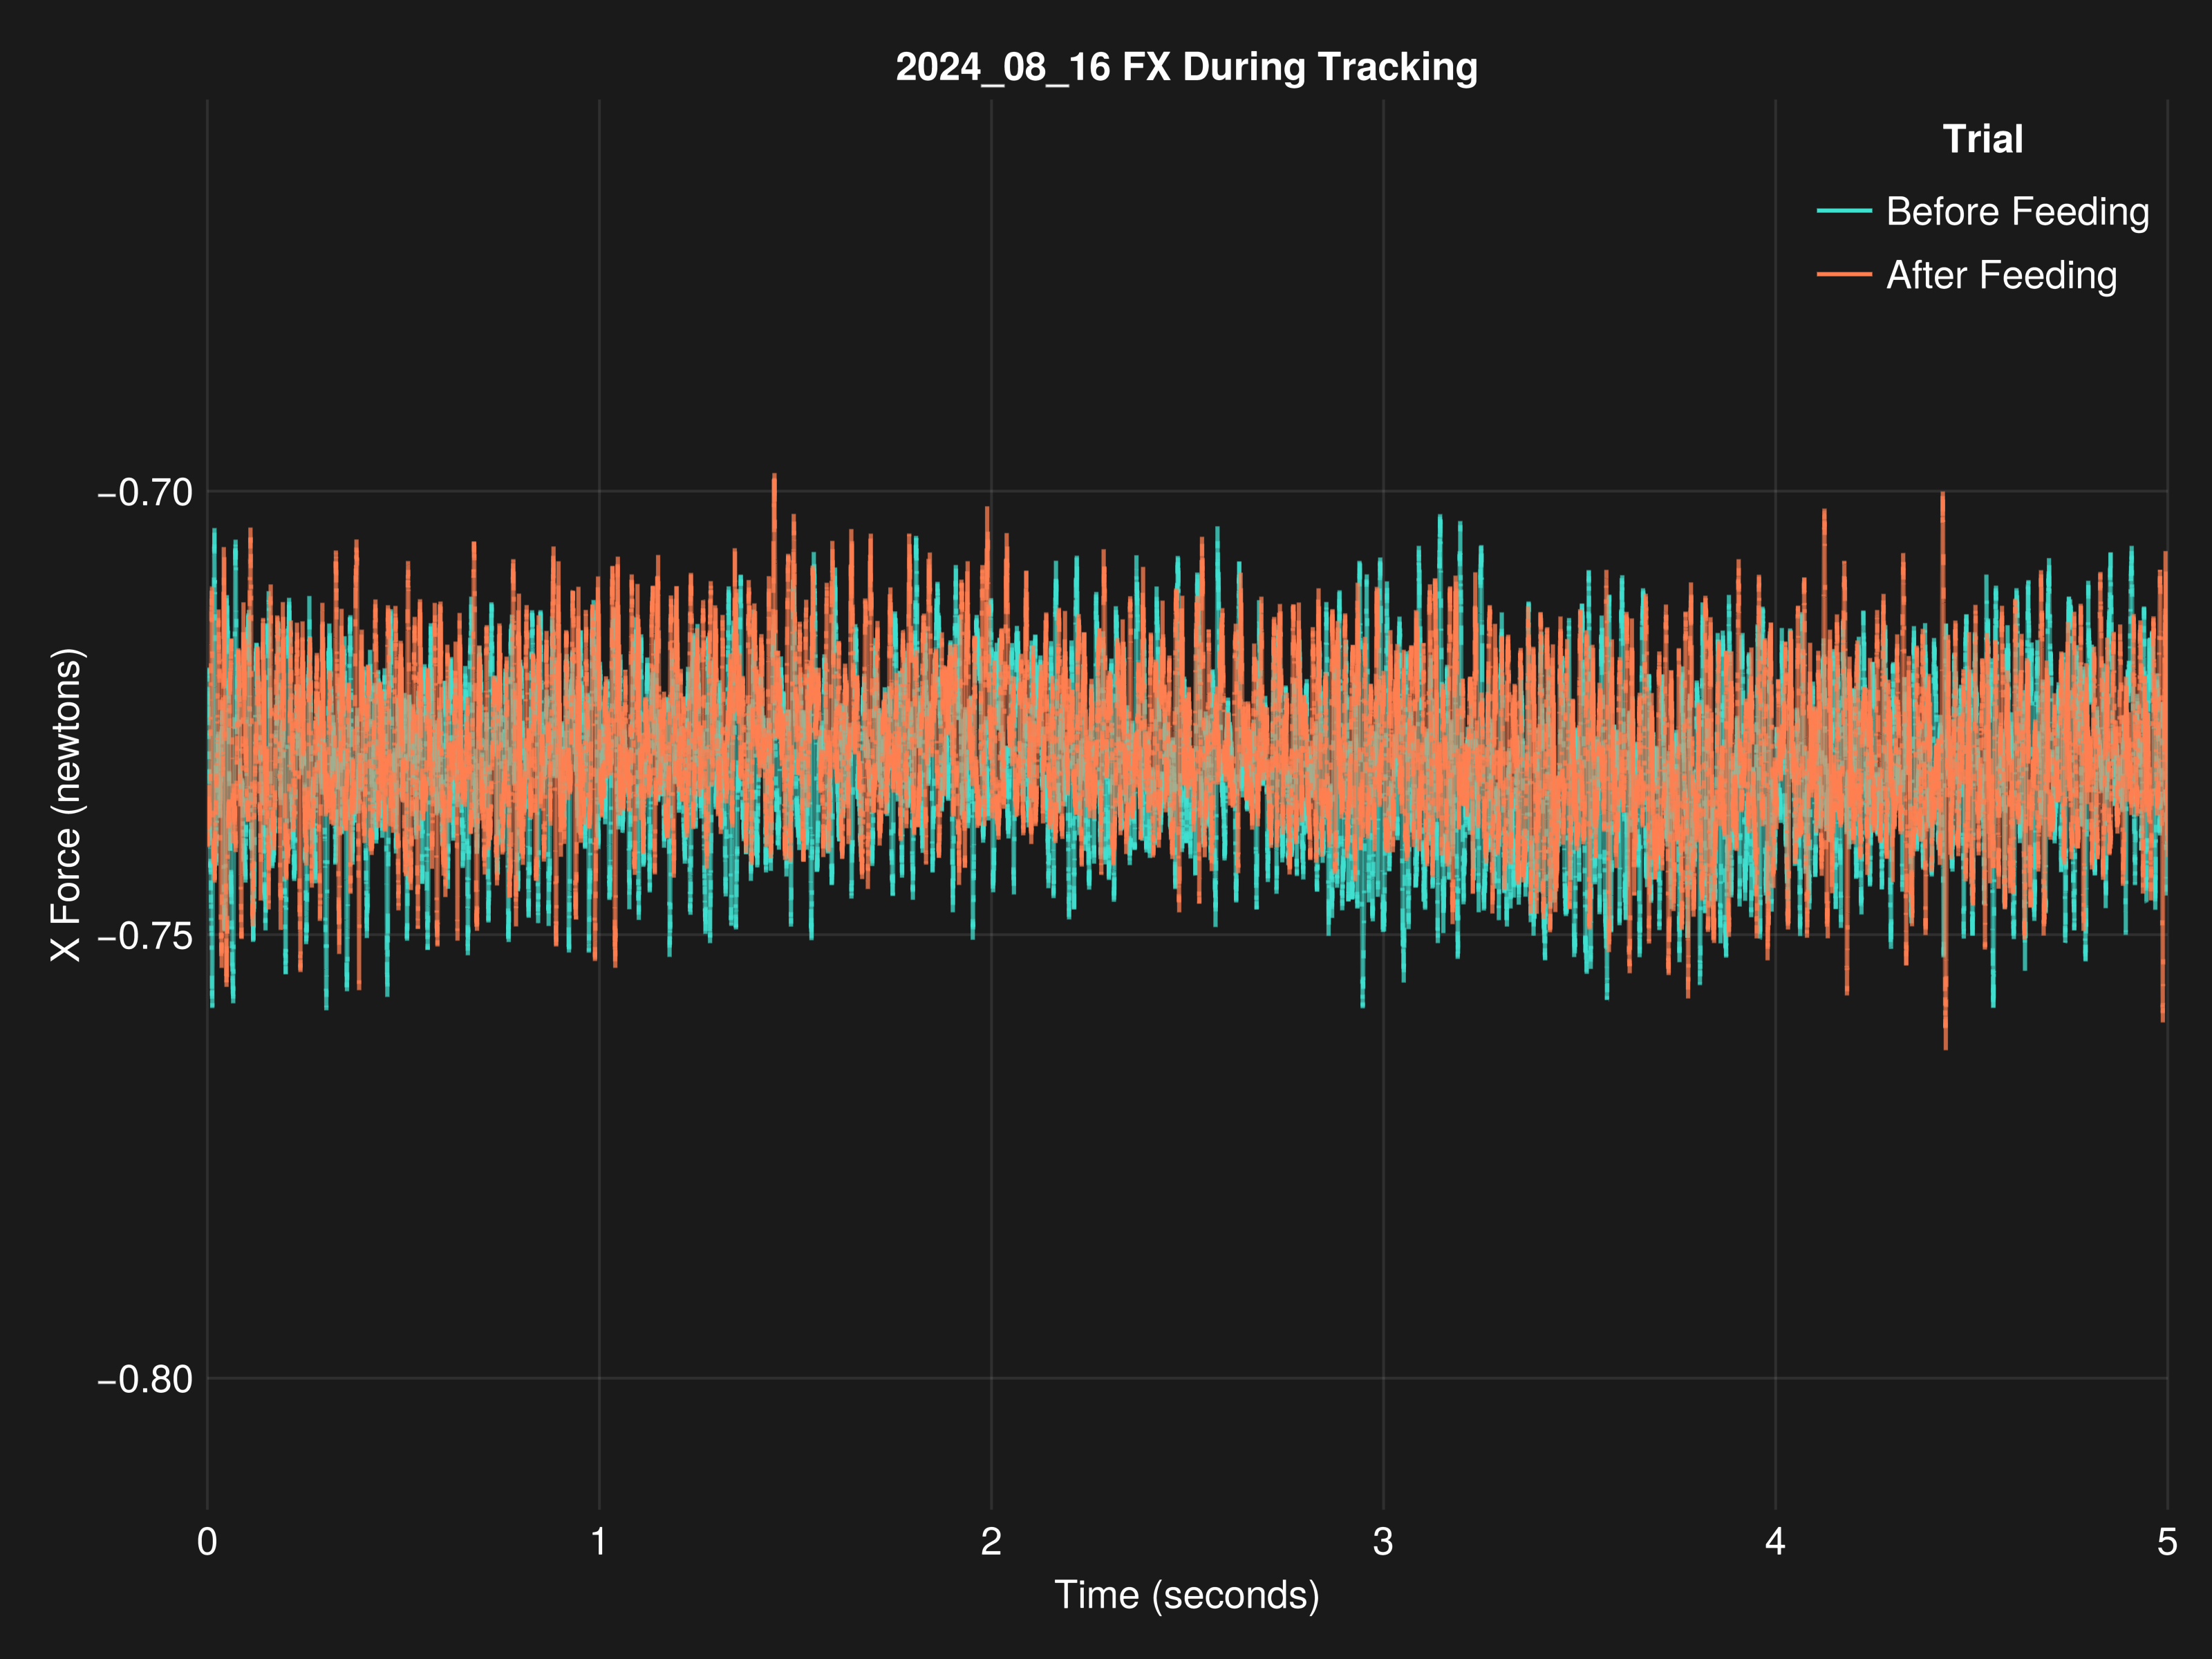 2024_08_16 FX During Tracking
Trial
Before Feeding
After Feeding
X Force (newtons)
−0.70
−0.75
−0.80
0 1 2 3 4 5
Time (seconds)